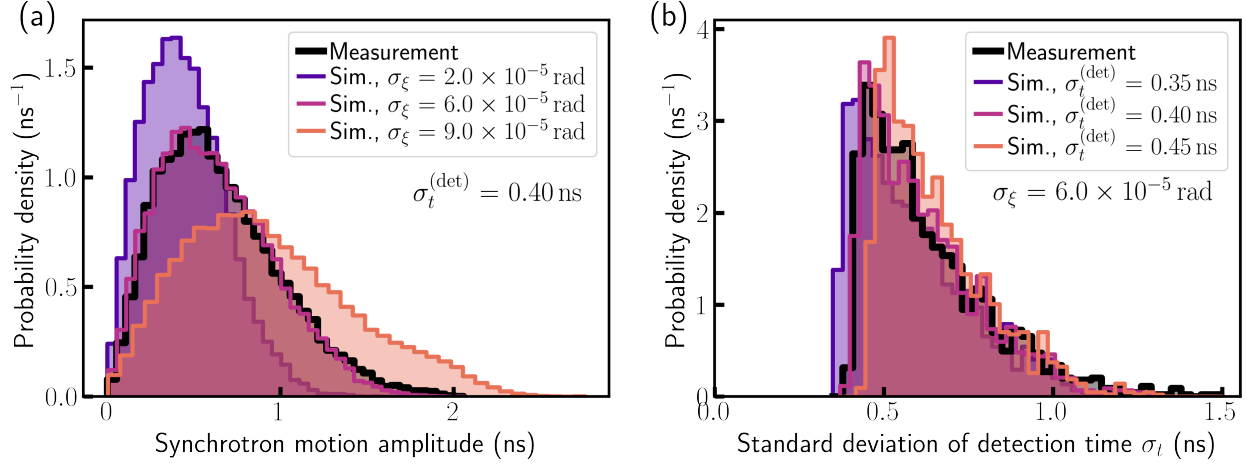 (a)
Probability density (ns⁻¹)
1.5
1.0
0.5
0.0
0
1
2
Synchrotron motion amplitude (ns)
Measurement
Sim., σ_ξ = 2.0 × 10⁻⁵ rad
Sim., σ_ξ = 6.0 × 10⁻⁵ rad
Sim., σ_ξ = 9.0 × 10⁻⁵ rad
σ_t^(det) = 0.40 ns
(b)
Probability density (ns⁻¹)
4
3
2
1
0
0.0
0.5
1.0
1.5
Standard deviation of detection time σ_t (ns)
Measurement
Sim., σ_t^(det) = 0.35 ns
Sim., σ_t^(det) = 0.40 ns
Sim., σ_t^(det) = 0.45 ns
σ_ξ = 6.0 × 10⁻⁵ rad